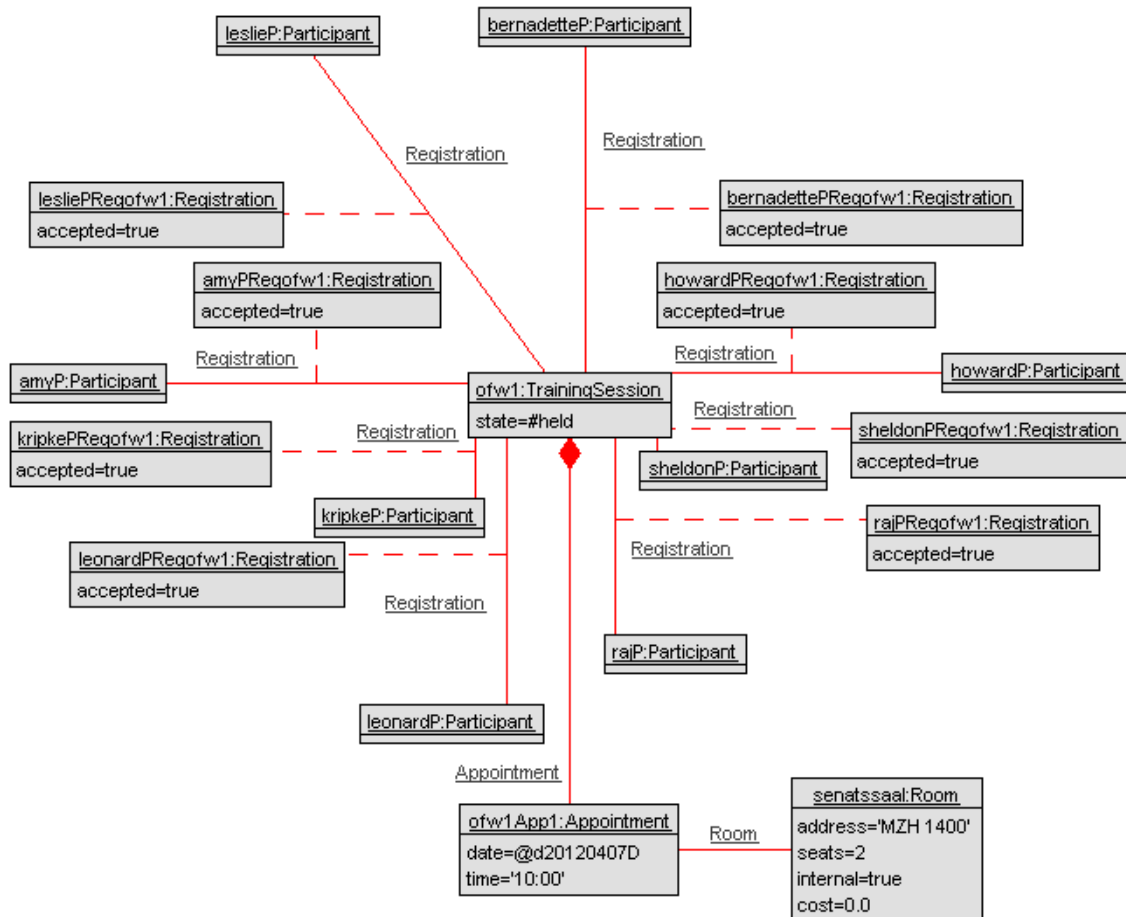 leslieP:Participant
bernadetteP:Participant
Registration
Registration
lesliePRegofw1:Registration
accepted=true
bernadettePRegofw1:Registration
accepted=true
amyPRegofw1:Registration
accepted=true
howardPRegofw1:Registration
accepted=true
Registration
Registration
amyP:Participant
howardP:Participant
ofw1:TrainingSession
state=#held
Registration
Registration
kripkePRegofw1:Registration
accepted=true
sheldonPRegofw1:Registration
accepted=true
sheldonP:Participant
kripkeP:Participant
rajPRegofw1:Registration
accepted=true
leonardPRegofw1:Registration
accepted=true
Registration
Registration
rajP:Participant
leonardP:Participant
Appointment
ofw1App1:Appointment
date=@d20120407D
time='10:00'
Room
senatssaal:Room
address='MZH 1400'
seats=2
internal=true
cost=0.0